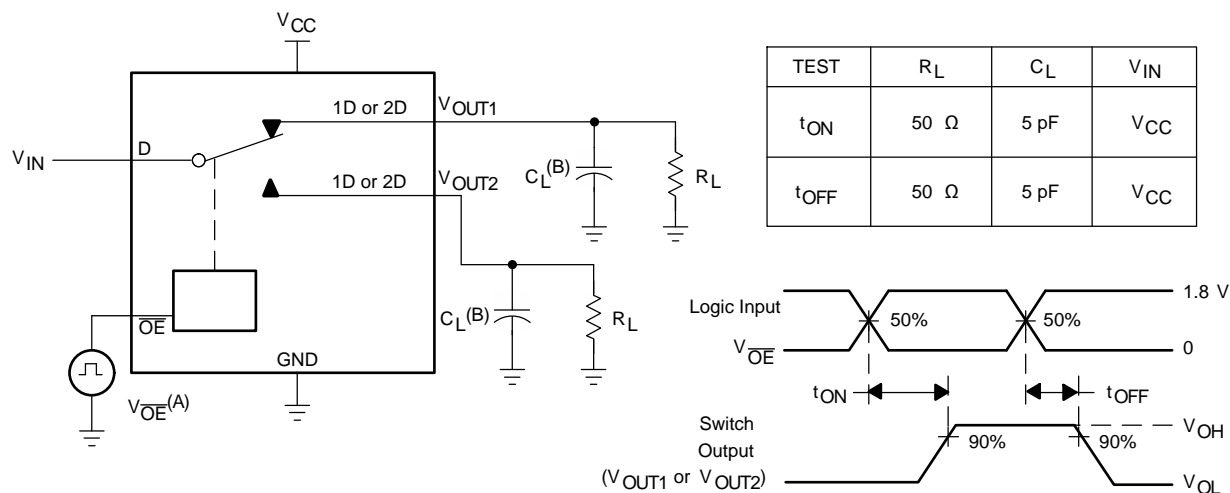 VCC
1D or 2D VOUT1
VIN D
CL(B) RL
1D or 2D VOUT2
CL(B) RL
OE
GND
VOE(A)
TEST RL CL VIN
tON 50 Ω 5 pF VCC
tOFF 50 Ω 5 pF VCC
Logic Input 50% 50% 1.8 V
VOE 0
tON tOFF
Switch Output 90% 90% VOH
(VOUT1 or VOUT2) VOL